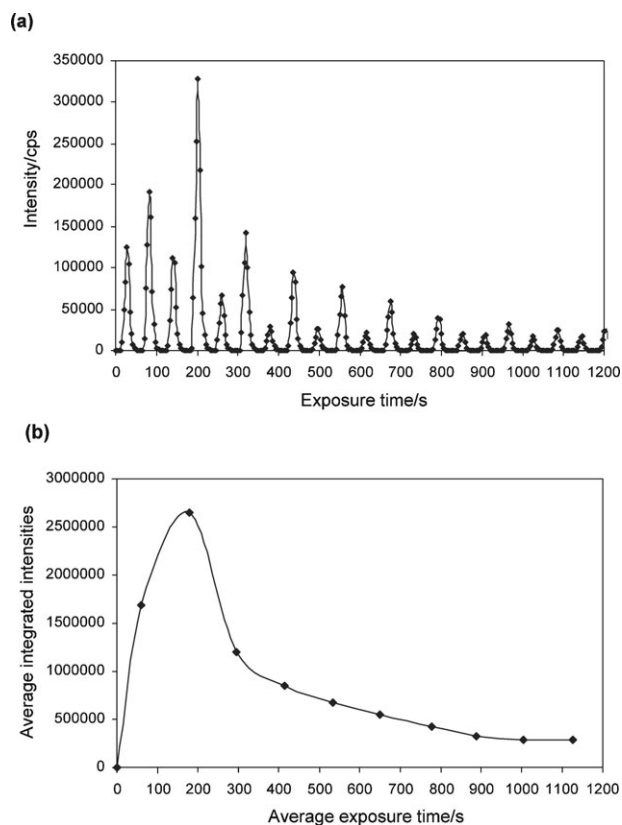 (a)
350000
300000
250000
200000
150000
100000
50000
0
Intensity/cps
0 100 200 300 400 500 600 700 800 900 1000 1100 1200
Exposure time/s
(b)
3000000
2500000
2000000
1500000
1000000
500000
0
Average integrated intensities
0 100 200 300 400 500 600 700 800 900 1000 1100 1200
Average exposure time/s